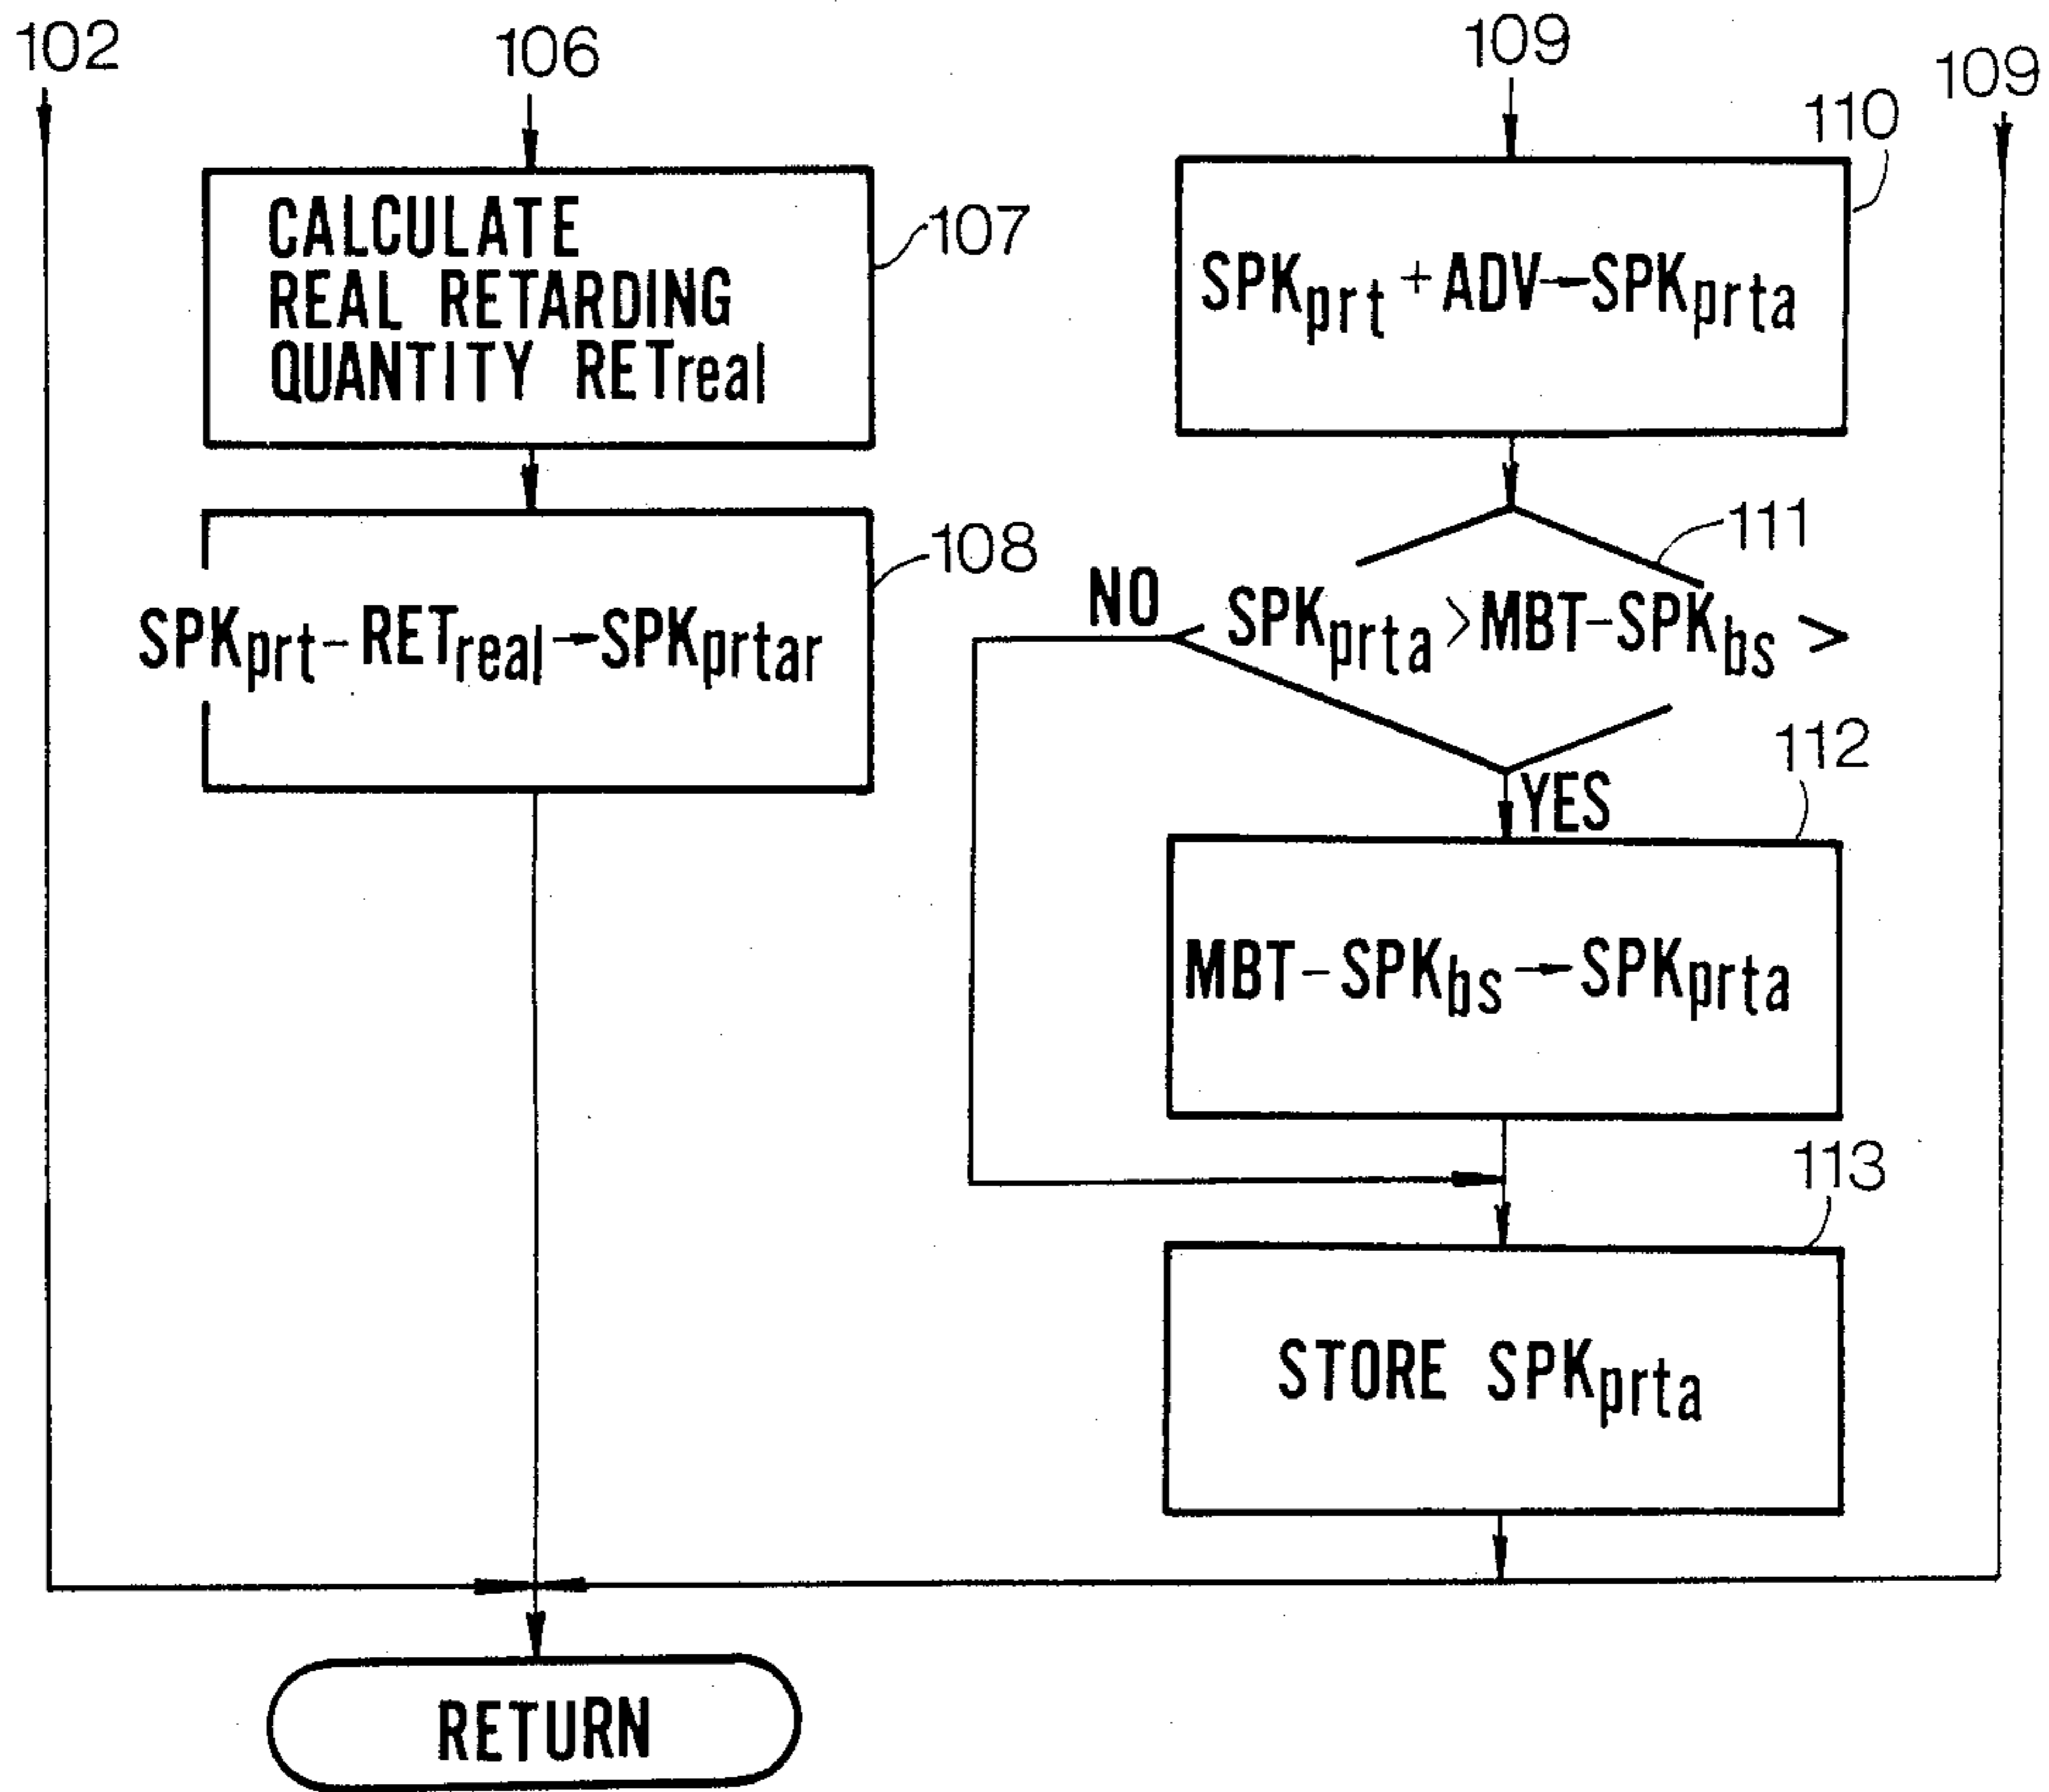 102
106
109
109
110
CALCULATE
REAL RETARDING
QUANTITY RETreal
107
SPKprt+ADV→SPKprta
SPKprt-RETreal→SPKprtar
108
111
NO
SPKprta>MBT-SPKbs
YES
112
MBT-SPKbs→SPKprta
113
STORE SPKprta
RETURN